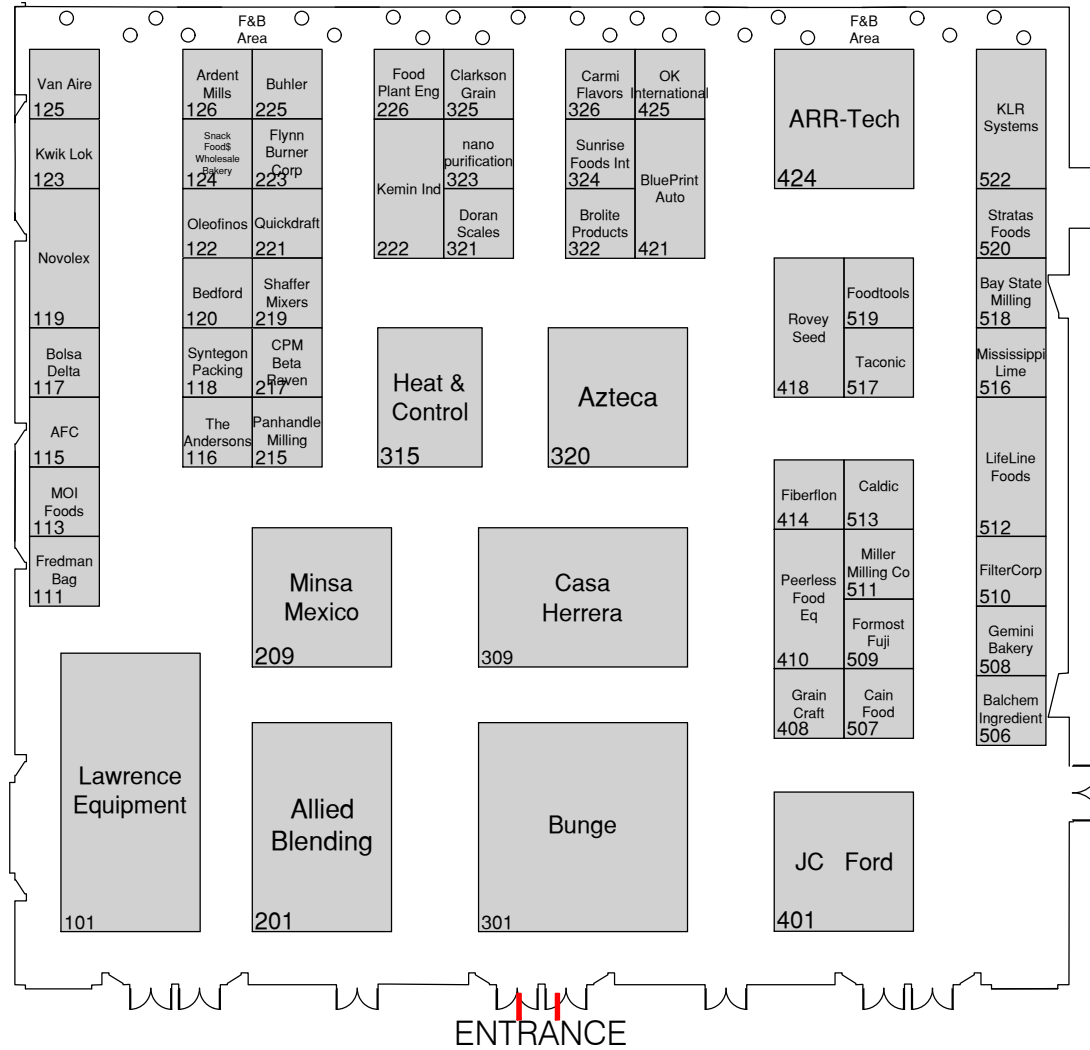 F&B
Area
F&B
Area
Van Aire
125
Kwik Lok
123
Novolex
119
Bolsa
Delta
117
AFC
115
MOI
Foods
113
Fredman
Bag
111
Ardent
Mills
126
Snack
Food$
Wholesale
Bakery
124
Oleofinos
122
Bedford
120
Syntegon
Packing
118
The
Andersons
116
Buhler
225
Flynn
Burner
Corp
223
Quickdraft
221
Shaffer
Mixers
219
CPM
Beta
Raven
217
Panhandle
Milling
215
Food
Plant Eng
226
Kemin Ind
222
Clarkson
Grain
325
nano
purification
323
Doran
Scales
321
Carmi
Flavors
326
Sunrise
Foods Int
324
Brolite
Products
322
OK
International
425
BluePrint
Auto
421
ARR-Tech
424
KLR
Systems
522
Stratas
Foods
520
Bay State
Milling
518
Mississippi
Lime
516
LifeLine
Foods
512
FilterCorp
510
Gemini
Bakery
508
Balchem
Ingredient
506
Rovey
Seed
418
Foodtools
519
Taconic
517
Heat &
Control
315
Azteca
320
Fiberflon
414
Caldic
513
Peerless
Food
Eq
410
Miller
Milling Co
511
Formost
Fuji
509
Grain
Craft
408
Cain
Food
507
Minsa
Mexico
209
Casa
Herrera
309
Lawrence
Equipment
101
Allied
Blending
201
Bunge
301
JC Ford
401
ENTRANCE